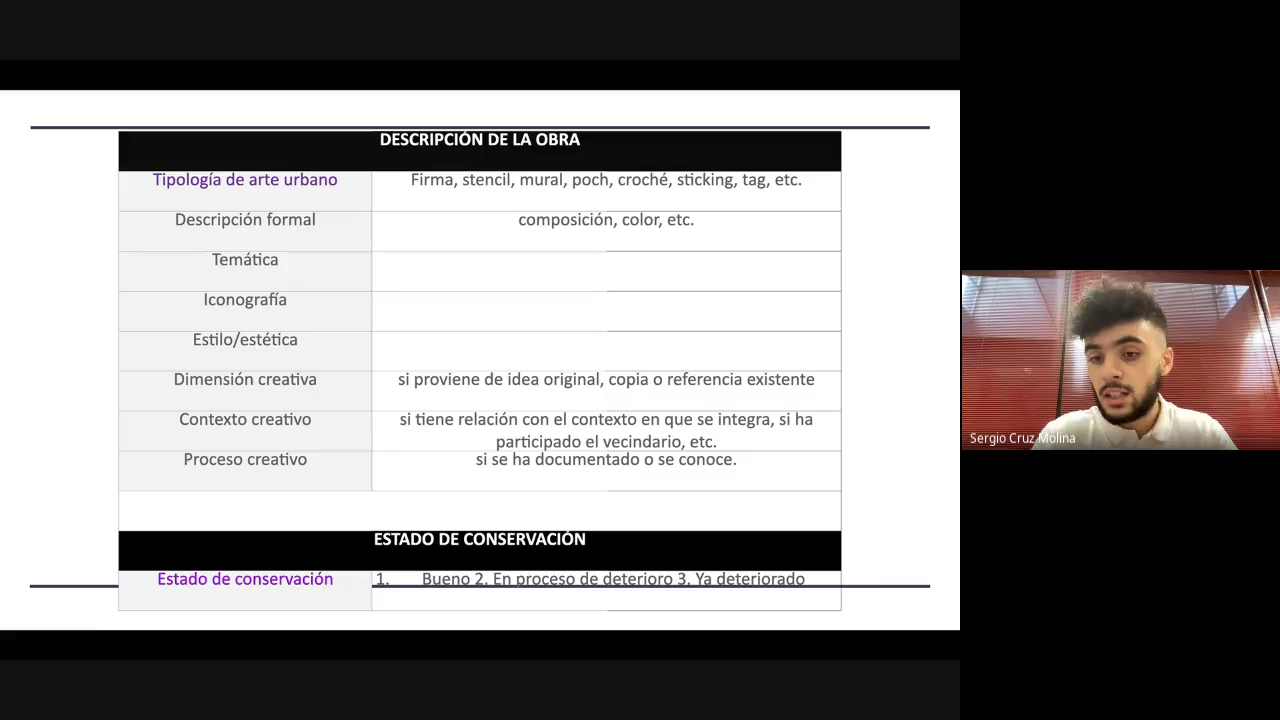 DESCRIPCIÓN DE LA OBRA
Tipología de arte urbano Firma, stencil, mural, poch, croché, sticking, tag, etc.
Descripción formal composición, color, etc.
Temática
Iconografía
Estilo/estética
Dimensión creativa si proviene de idea original, copia o referencia existente
Contexto creativo si tiene relación con el contexto en que se integra, si ha
participado el vecindario, etc.
Proceso creativo si se ha documentado o se conoce.
ESTADO DE CONSERVACIÓN
Estado de conservación 1. Bueno 2. En proceso de deterioro 3. Ya deteriorado
Sergio Cruz Molina